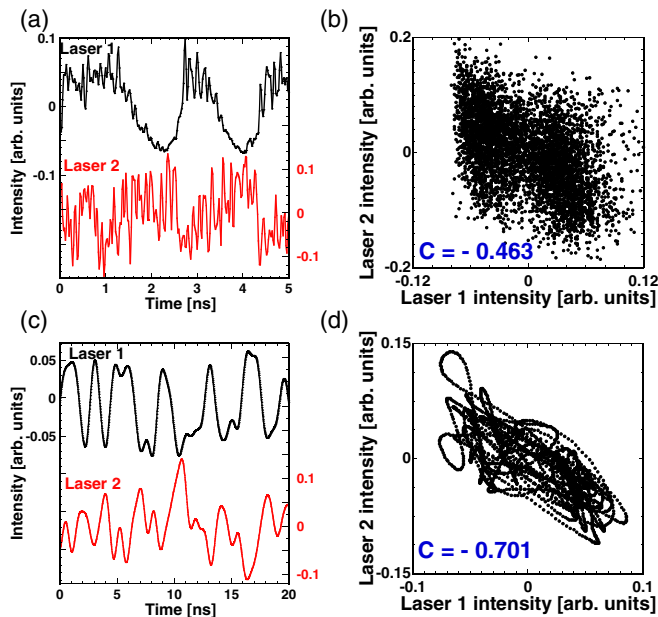 (a)
Intensity [arb. units]
0.1
0
-0.1
Laser 1
Laser 2
0.1
0
-0.1
0 1 2 3 4 5
Time [ns]
(b)
Laser 2 intensity [arb. units]
0.2
0
-0.2
C = - 0.463
-0.12 0 0.12
Laser 1 intensity [arb. units]
(c)
Intensity [arb. units]
0.05
0
-0.05
Laser 1
Laser 2
0.1
0
-0.1
0 5 10 15 20
Time [ns]
(d)
Laser 2 intensity [arb. units]
0.15
0
-0.15
C = - 0.701
-0.1 0 0.1
Laser 1 intensity [arb. units]